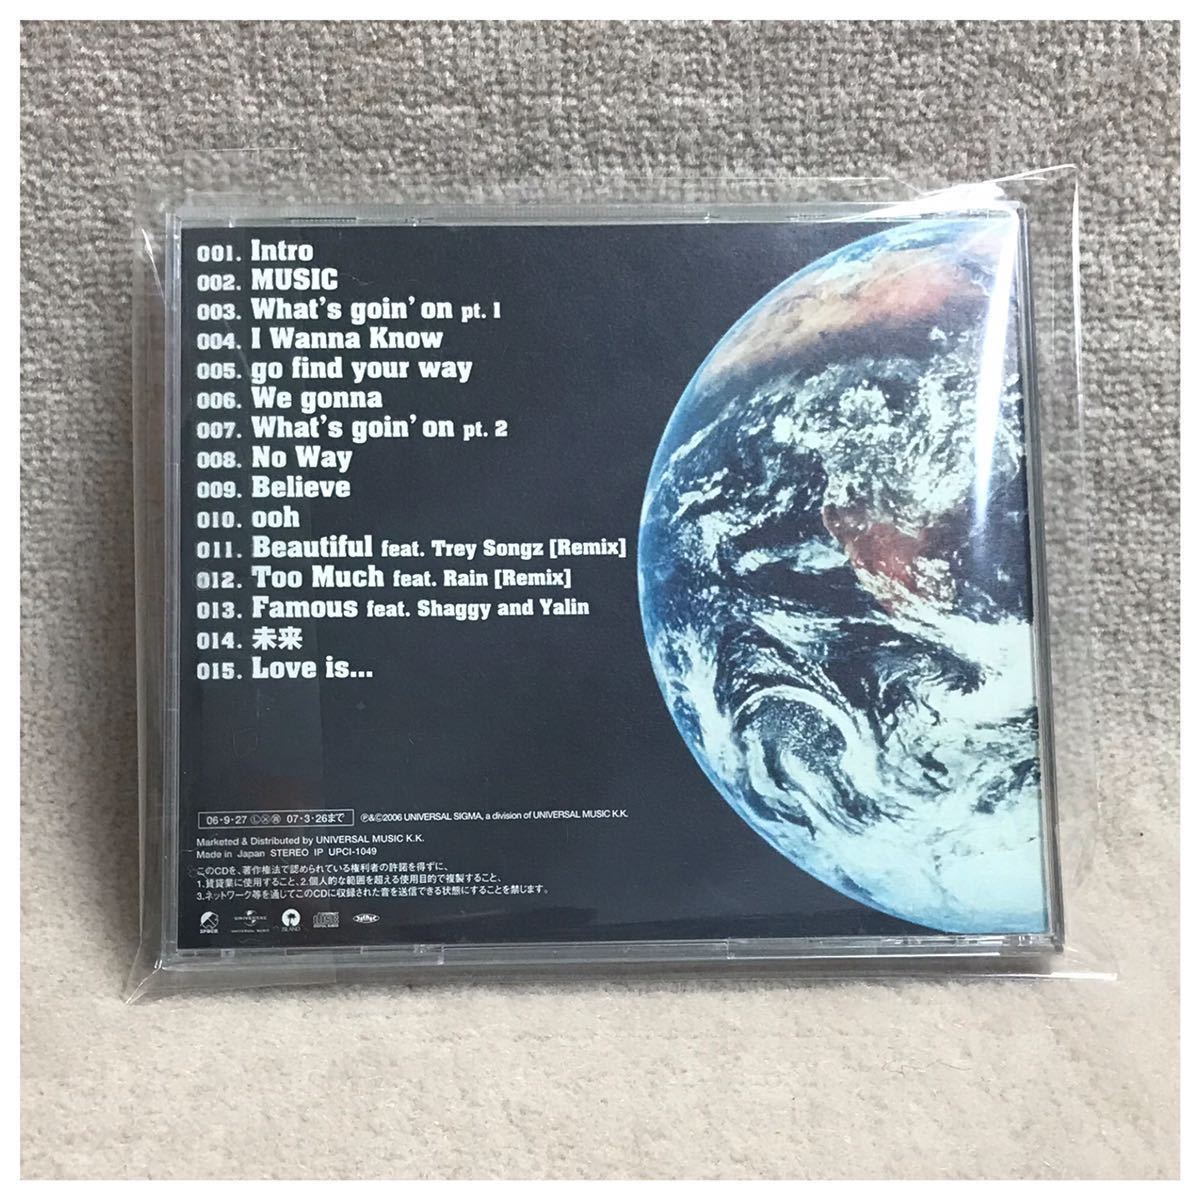 001. Intro
002. MUSIC
003. What's goin' on pt. 1
004. I Wanna Know
005. go find your way
006. We gonna
007. What's goin' on pt. 2
008. No Way
009. Believe
010. ooh
011. Beautiful feat. Trey Songz [Remix]
012. Too Much feat. Rain [Remix]
013. Famous feat. Shaggy and Yalin
014. 未来
015. Love is...
06・9・27 Ⓛ✕再 07・3・26まで ℗&©2006 UNIVERSAL SIGMA, a division of UNIVERSAL MUSIC K.K.
Marketed & Distributed by UNIVERSAL MUSIC K.K.
Made in Japan STEREO IP UPCI-1049
このCDを、著作権法で認められている権利者の許諾を得ずに、
1.賃貸業に使用すること、2.個人的な範囲を超える使用目的で複製すること、
3.ネットワーク等を通じてこのCDに収録された音を送信できる状態にすることを禁じます。
UNIVERSAL ISLAND DISC